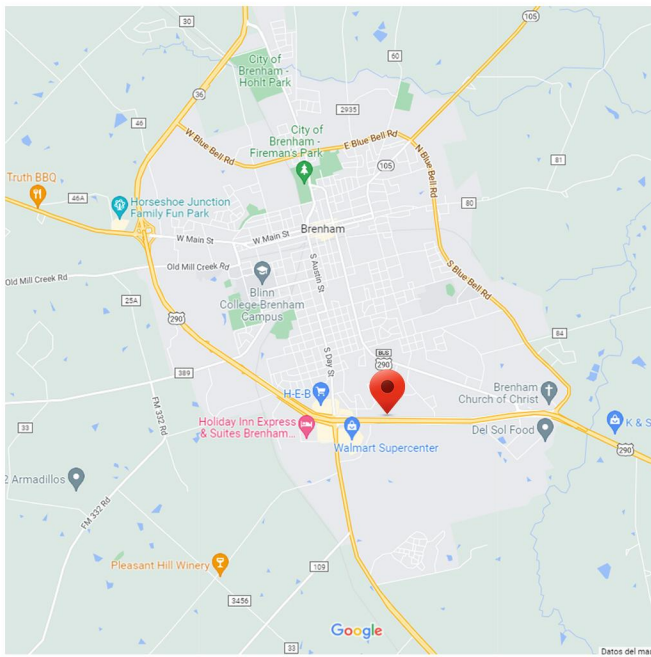 30
105
60
City of
Brenham -
Hohlt Park
36
2935
46
City of
Brenham -
Fireman's Park
W Blue Bell Rd
E Blue Bell Rd
N Blue Bell Rd
105
81
Truth BBQ
46A
80
Horseshoe Junction
Family Fun Park
W Main St
W Main St
Brenham
Old Mill Creek Rd
Old Mill Creek Rd
S Austin St
S Blue Bell Rd
Blinn
College-Brenham
Campus
25A
290
84
S Day St
BUS
290
389
H-E-B
Brenham
Church of Christ
FM 332 Rd
33
Holiday Inn Express
& Suites Brenham...
Walmart Supercenter
Del Sol Food
K & S
290
2 Armadillos
FM 332 Rd
Pleasant Hill Winery
109
3456
Google
33
Datos del map